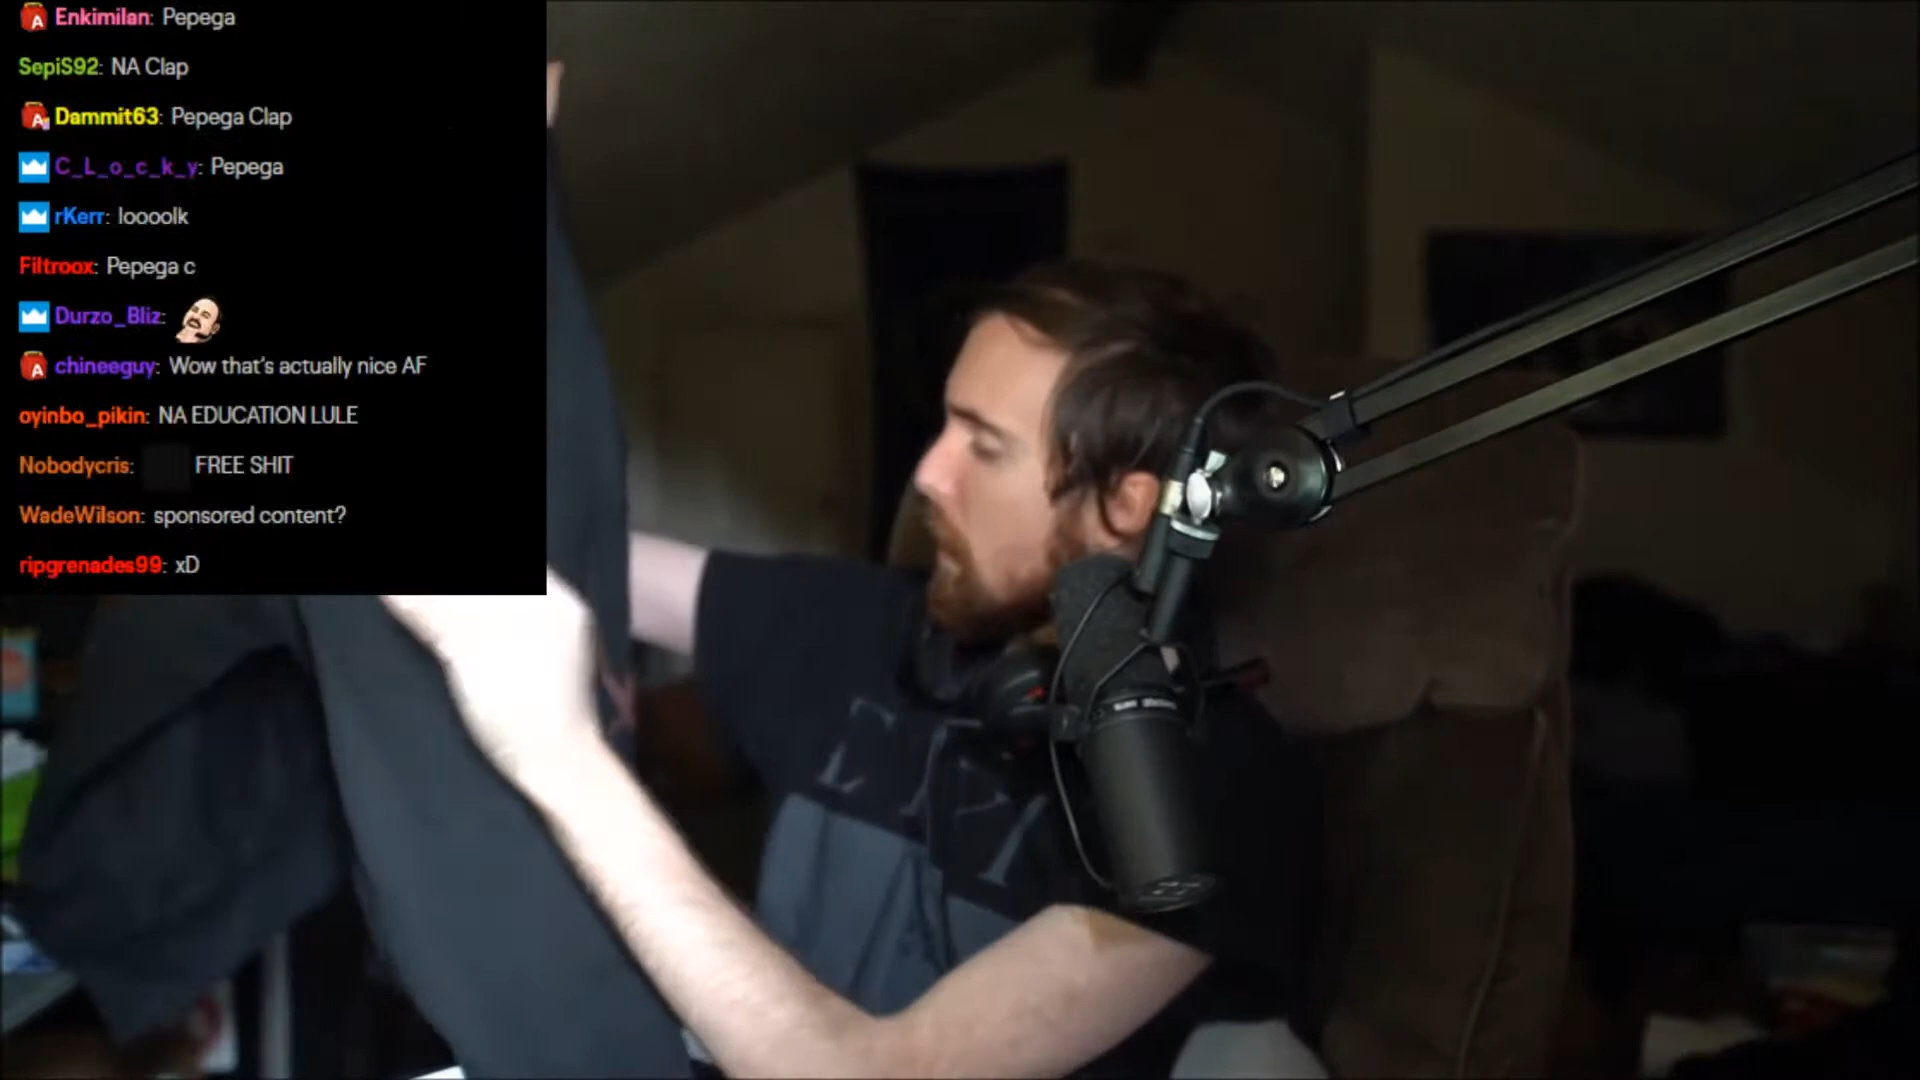 Enkimilan: Pepega
SepiS92: NA Clap
Dammit63: Pepega Clap
C_L_o_c_k_y: Pepega
rKerr: loooolk
Filtroox: Pepega c
Durzo_Bliz:
chineeguy: Wow that's actually nice AF
oyinbo_pikin: NA EDUCATION LULE
Nobodycris: FREE SHIT
WadeWilson: sponsored content?
ripgrenades99: xD